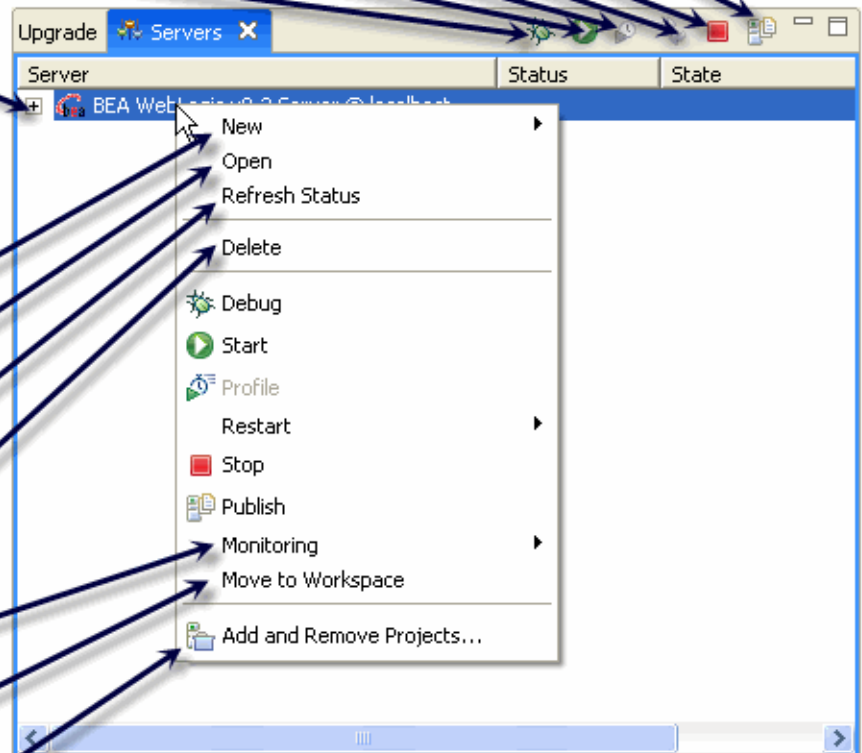 Upgrade Servers
Server Status State
BEA
New
Open
Refresh Status
Delete
Debug
Start
Profile
Restart
Stop
Publish
Monitoring
Move to Workspace
Add and Remove Projects...